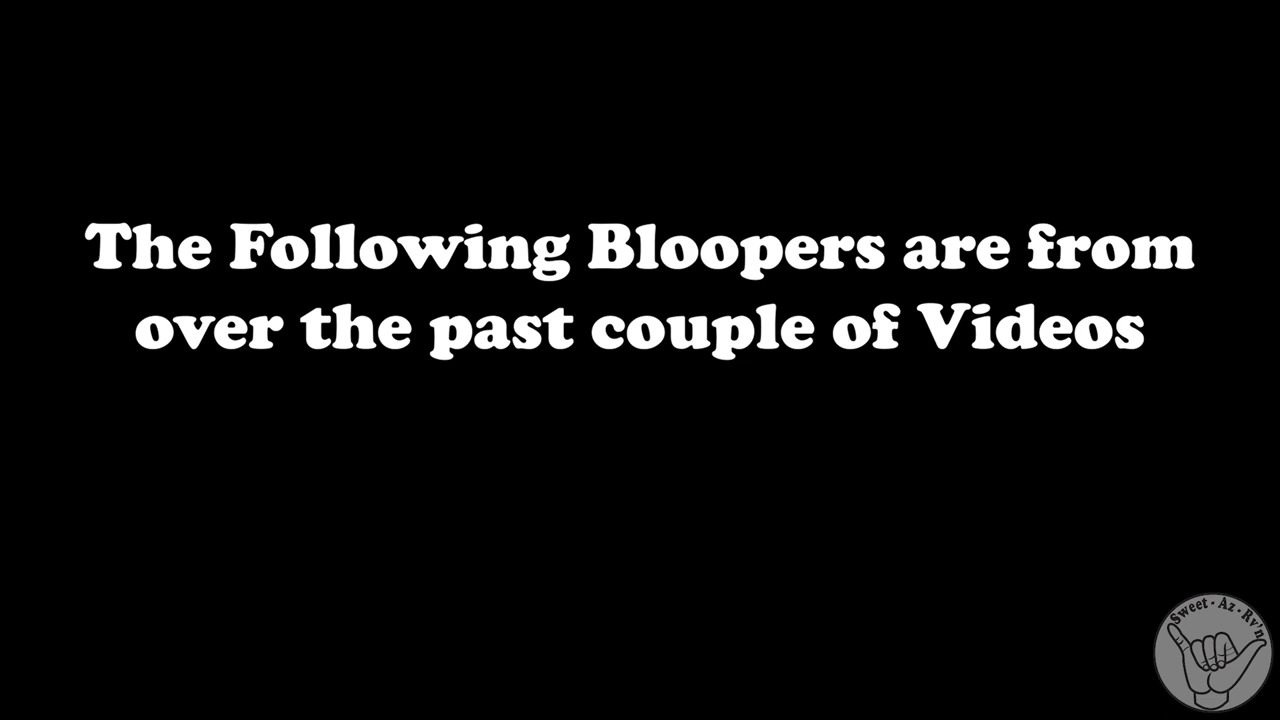 The Following Bloopers are from
over the past couple of Videos
Sweet · Az · Rv'n